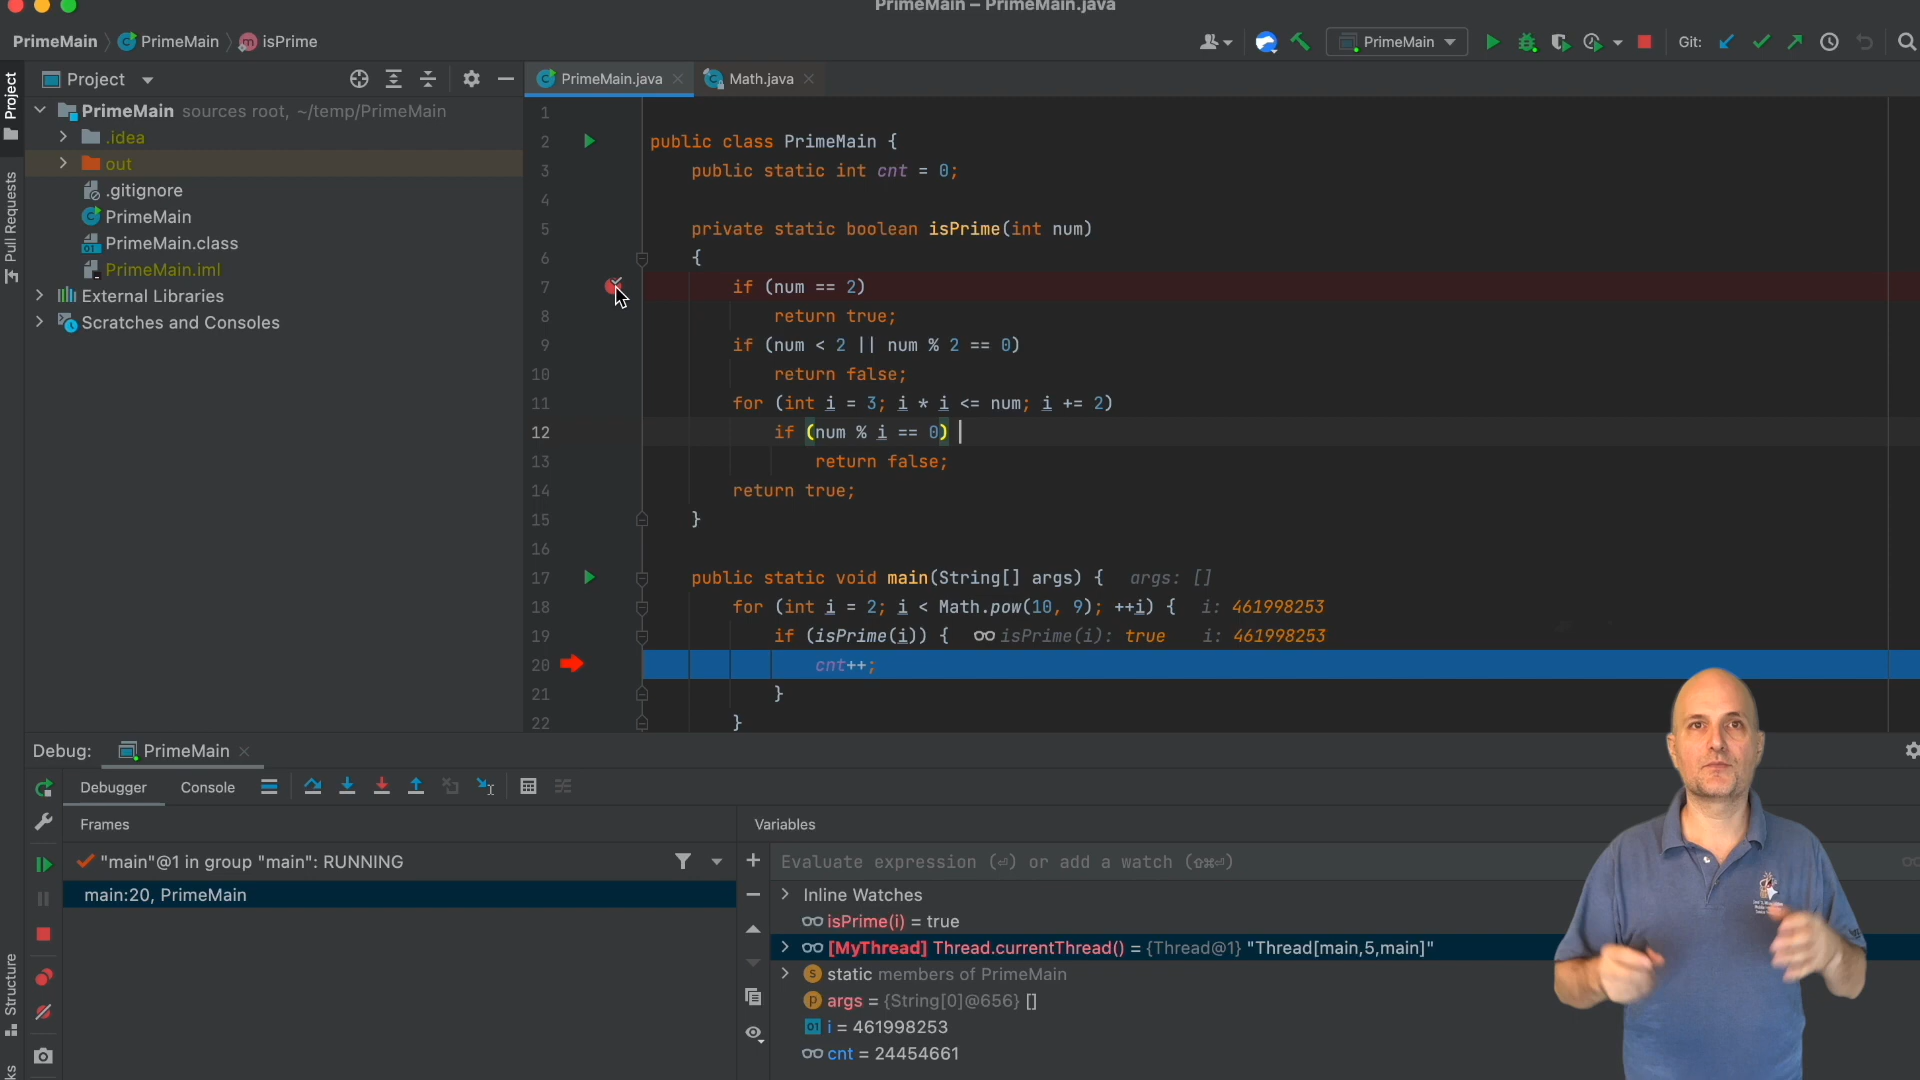 PrimeMain – PrimeMain.java
PrimeMain PrimeMain isPrime
PrimeMain Git:
Project
PrimeMain.java Math.java
Project
Pull Requests
Structure
PrimeMain sources root, ~/temp/PrimeMain
.idea
out
.gitignore
PrimeMain
PrimeMain.class
PrimeMain.iml
External Libraries
Scratches and Consoles
1
2 public class PrimeMain {
3 public static int cnt = 0;
4
5 private static boolean isPrime(int num)
6 {
7 if (num == 2)
8 return true;
9 if (num < 2 || num % 2 == 0)
10 return false;
11 for (int i = 3; i * i <= num; i += 2)
12 if (num % i == 0)
13 return false;
14 return true;
15 }
16
17 public static void main(String[] args) { args: []
18 for (int i = 2; i < Math.pow(10, 9); ++i) { i: 461998253
19 if (isPrime(i)) { isPrime(i): true i: 461998253
20 cnt++;
21 }
22 }
Debug: PrimeMain
Debugger Console
Frames
"main"@1 in group "main": RUNNING
main:20, PrimeMain
Variables
Evaluate expression (⏎) or add a watch (⇧⌘⏎)
Inline Watches
isPrime(i) = true
[MyThread] Thread.currentThread() = {Thread@1} "Thread[main,5,main]"
static members of PrimeMain
args = {String[0]@656} []
i = 461998253
cnt = 24454661